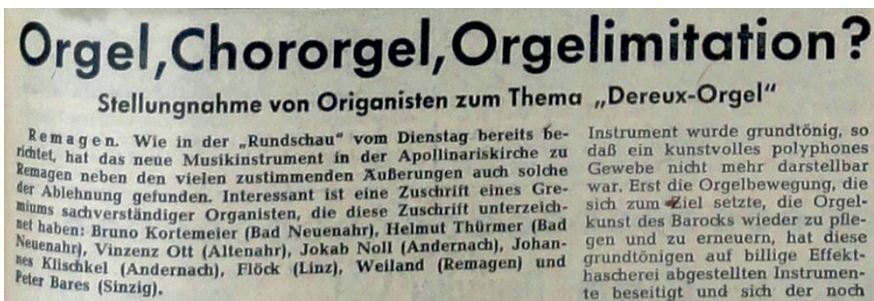 Orgel, Chororgel, Orgelimitation?
Stellungnahme von Origanisten zum Thema „Dereux-Orgel"
Remagen. Wie in der „Rundschau" vom Dienstag bereits be-
richtet, hat das neue Musikinstrument in der Apollinariskirche zu
Remagen neben den vielen zustimmenden Äußerungen auch solche
der Ablehnung gefunden. Interessant ist eine Zuschrift eines Gre-
miums sachverständiger Organisten, die diese Zuschrift unterzeich-
net haben: Bruno Kortemeier (Bad Neuenahr), Helmut Thürmer (Bad
Neuenahr), Vinzenz Ott (Altenahr), Jokab Noll (Andernach), Johan-
nes Klischkel (Andernach), Flöck (Linz), Weiland (Remagen) und
Peter Bares (Sinzig).
Instrument wurde grundtönig, so
daß ein kunstvolles polyphones
Gewebe nicht mehr darstellbar
war. Erst die Orgelbewegung, die
sich zum Ziel setzte, die Orgel-
kunst des Barocks wieder zu pfle-
gen und zu erneuern, hat diese
grundtönigen auf billige Effekt-
hascherei abgestellten Instrumen-
te beseitigt und sich der noch